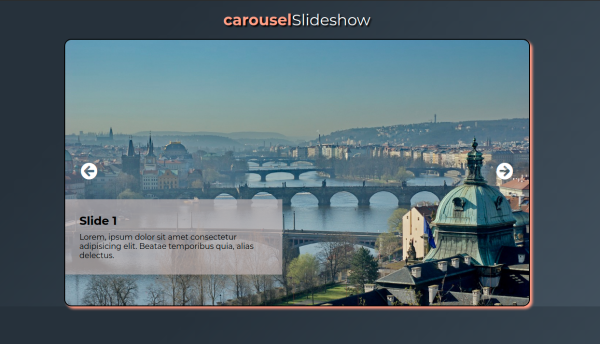 carouselSlideshow
Slide 1
Lorem, ipsum dolor sit amet consectetur
adipisicing elit. Beatae temporibus quia, alias
delectus.